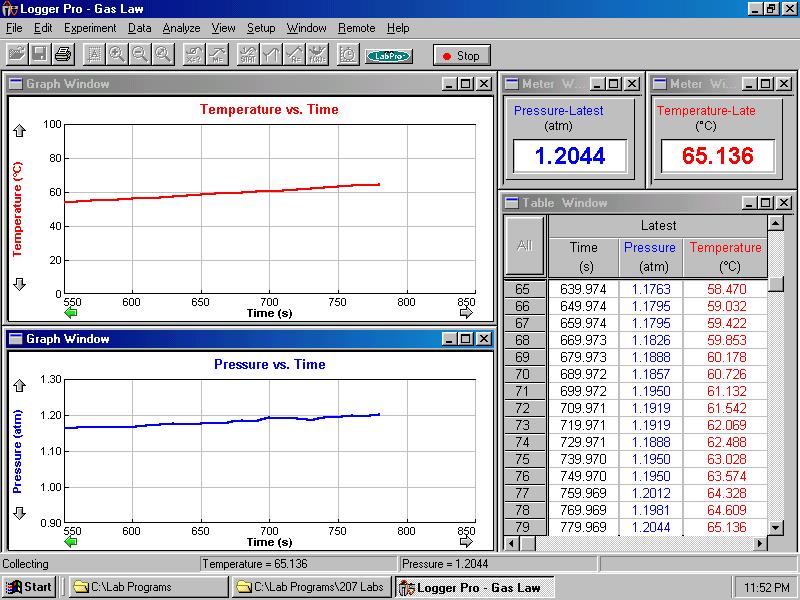 Logger Pro - Gas Law
File Edit Experiment Data Analyze View Setup Window Remote Help
LabPro Stop
Graph Window
Temperature vs. Time
Temperature (°C)
100
80
60
40
20
0
550 600 650 700 750 800 850
Time (s)
Graph Window
Pressure vs. Time
Pressure (atm)
1.30
1.20
1.10
1.00
0.90
550 600 650 700 750 800 850
Time (s)
Meter W...
Pressure-Latest
(atm)
1.2044
Meter Wi...
Temperature-Late
(°C)
65.136
Table Window
All
Latest
Time Pressure Temperature
(s) (atm) (°C)
65 639.974 1.1763 58.470
66 649.974 1.1795 59.032
67 659.974 1.1795 59.422
68 669.973 1.1826 59.853
69 679.973 1.1888 60.178
70 689.972 1.1857 60.726
71 699.972 1.1950 61.132
72 709.971 1.1919 61.542
73 719.971 1.1919 62.069
74 729.971 1.1888 62.488
75 739.970 1.1950 63.028
76 749.970 1.1950 63.574
77 759.969 1.2012 64.328
78 769.969 1.1981 64.609
79 779.969 1.2044 65.136
Collecting Temperature = 65.136 Pressure = 1.2044
Start C:\Lab Programs C:\Lab Programs\207 Labs Logger Pro - Gas Law 11:52 PM